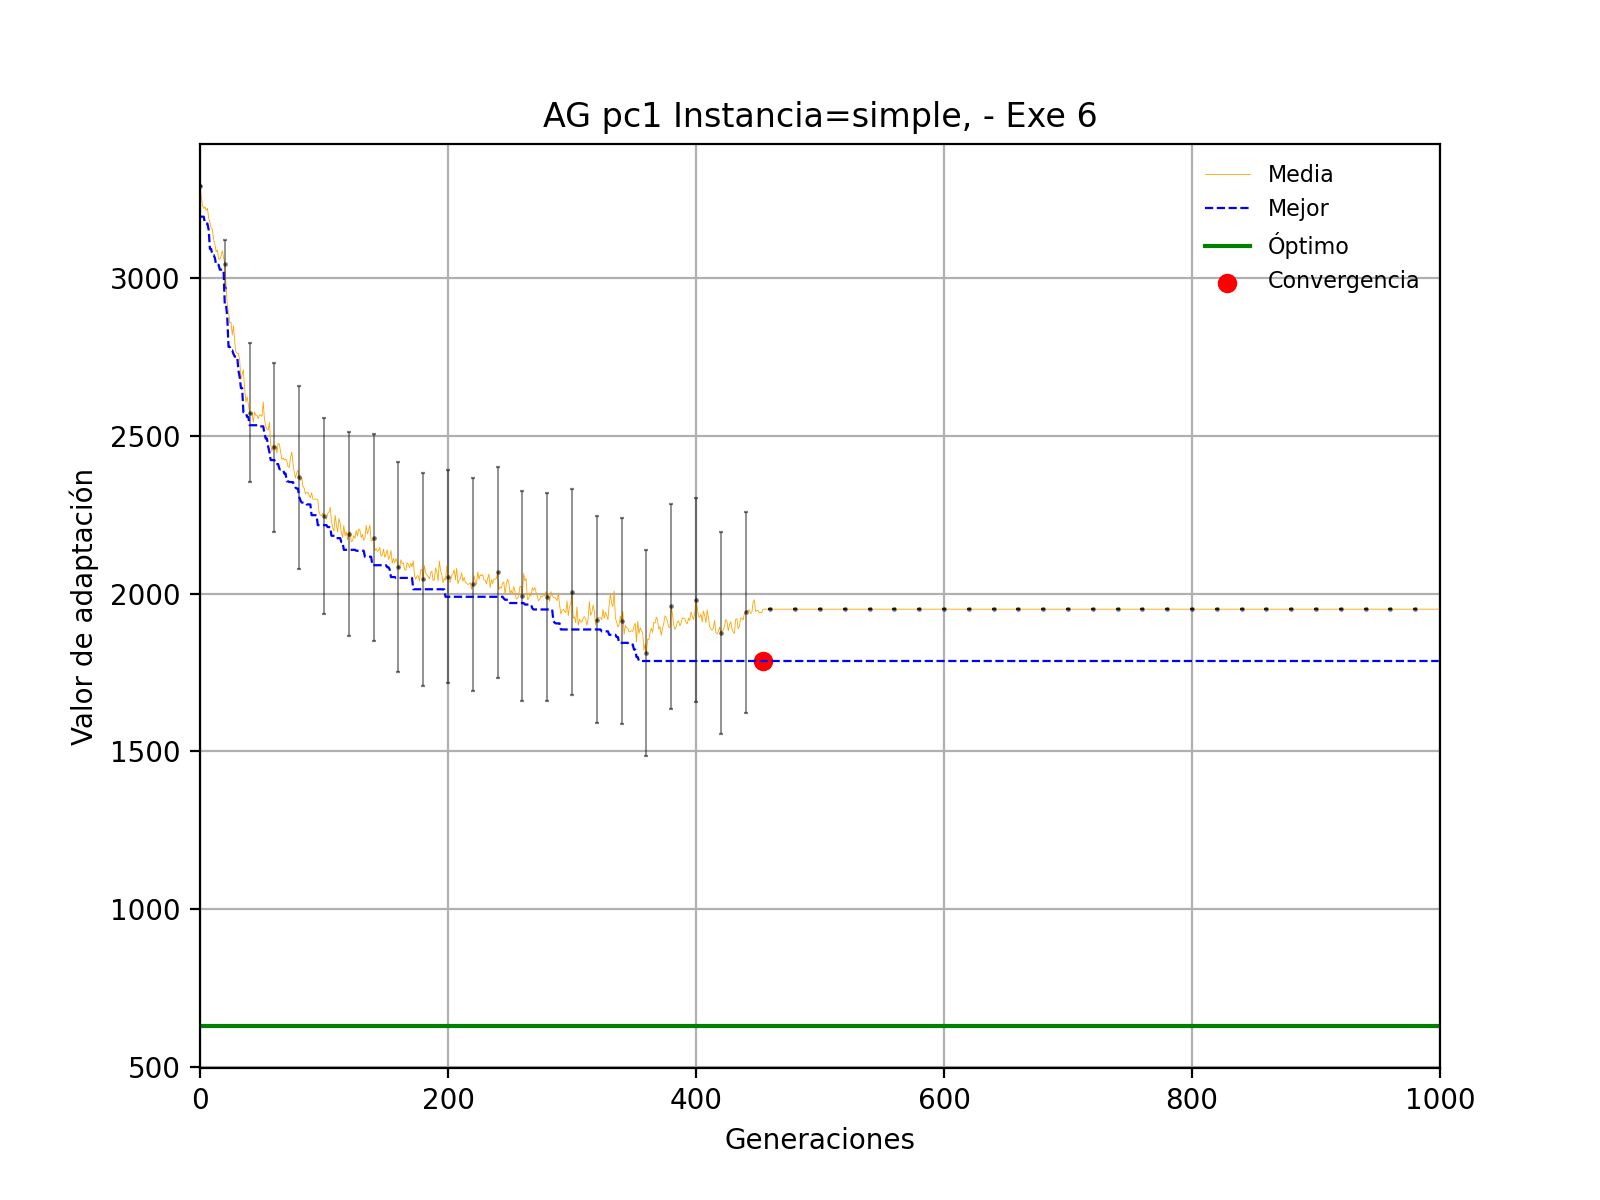 AG pc1 Instancia=simple, - Exe 6
Media
Mejor
Óptimo
Convergencia
Valor de adaptación
3000
2500
2000
1500
1000
500
0 200 400 600 800 1000
Generaciones